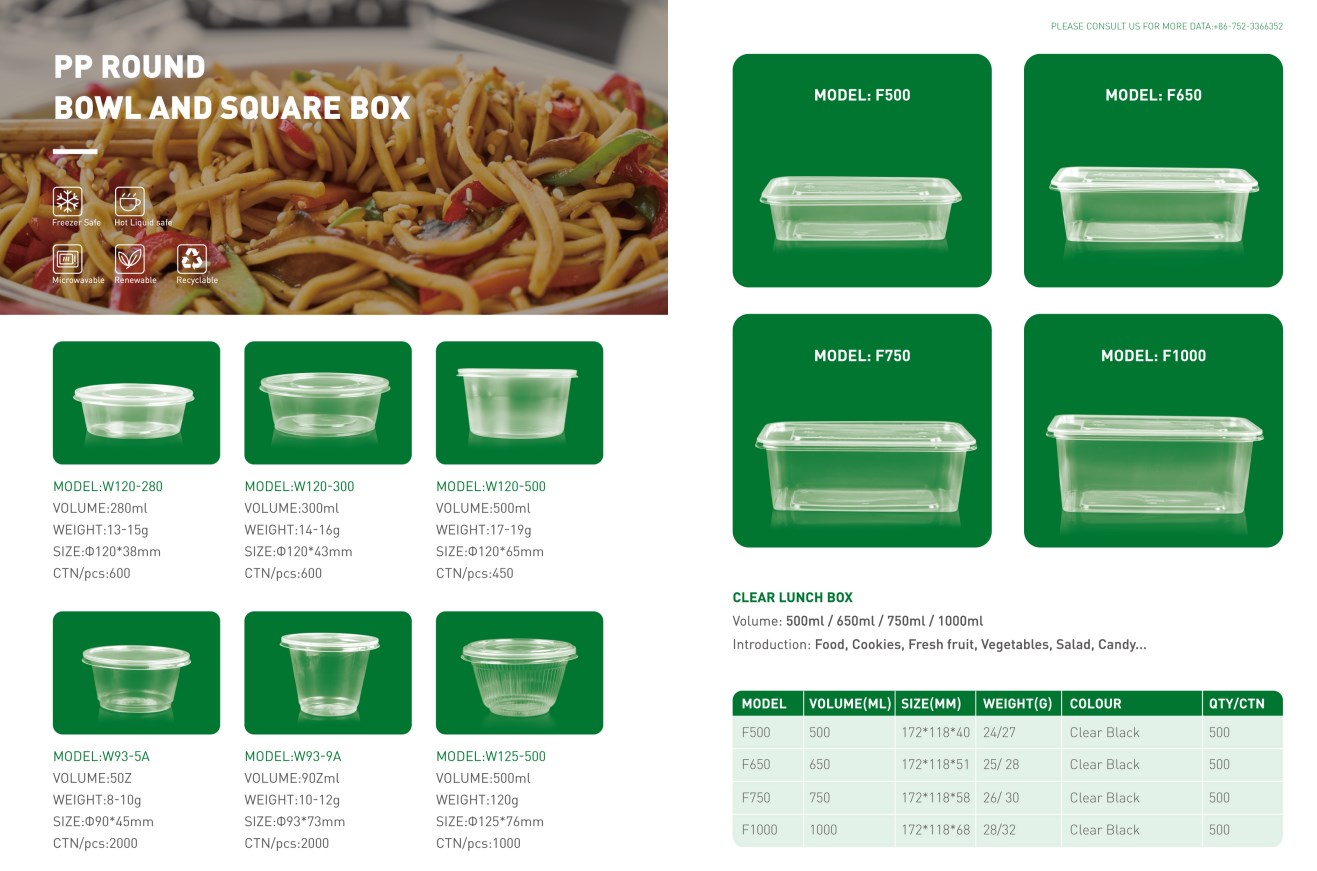 PP ROUND
BOWL AND SQUARE BOX
Freezer Safe Hot Liquid safe
Microwavable Renewable Recyclable
MODEL:W120-280
VOLUME:280ml
WEIGHT:13-15g
SIZE:Φ120*38mm
CTN/pcs:600
MODEL:W120-300
VOLUME:300ml
WEIGHT:14-16g
SIZE:Φ120*43mm
CTN/pcs:600
MODEL:W120-500
VOLUME:500ml
WEIGHT:17-19g
SIZE:Φ120*65mm
CTN/pcs:450
MODEL:W93-5A
VOLUME:50Z
WEIGHT:8-10g
SIZE:Φ90*45mm
CTN/pcs:2000
MODEL:W93-9A
VOLUME:90Zml
WEIGHT:10-12g
SIZE:Φ93*73mm
CTN/pcs:2000
MODEL:W125-500
VOLUME:500ml
WEIGHT:120g
SIZE:Φ125*76mm
CTN/pcs:1000
PLEASE CONSULT US FOR MORE DATA:+86-752-3366352
MODEL: F500
MODEL: F650
MODEL: F750
MODEL: F1000
CLEAR LUNCH BOX
Volume: 500ml / 650ml / 750ml / 1000ml
Introduction: Food, Cookies, Fresh fruit, Vegetables, Salad, Candy...
MODEL VOLUME(ML) SIZE(MM) WEIGHT(G) COLOUR QTY/CTN
F500 500 172*118*40 24/27 Clear Black 500
F650 650 172*118*51 25/ 28 Clear Black 500
F750 750 172*118*58 26/ 30 Clear Black 500
F1000 1000 172*118*68 28/32 Clear Black 500